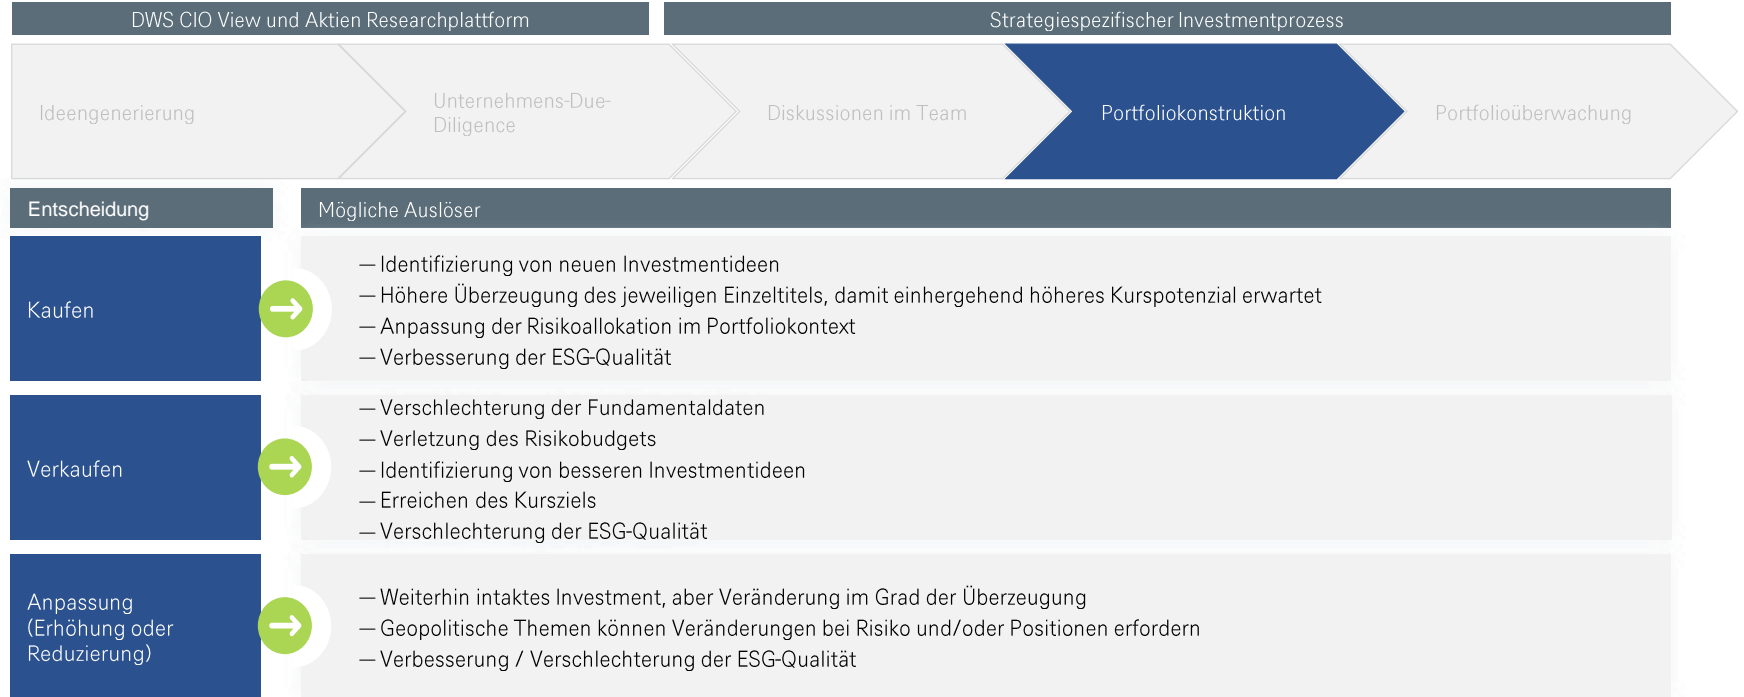 DWS CIO View und Aktien Researchplattform
Strategiespezifischer Investmentprozess
Ideengenerierung
Unternehmens-Due-
Diligence
Diskussionen im Team
Portfoliokonstruktion
Portfolioüberwachung
Entscheidung
Mögliche Auslöser
Kaufen
— Identifizierung von neuen Investmentideen
— Höhere Überzeugung des jeweiligen Einzeltitels, damit einhergehend höheres Kurspotenzial erwartet
— Anpassung der Risikoallokation im Portfoliokontext
— Verbesserung der ESG-Qualität
Verkaufen
— Verschlechterung der Fundamentaldaten
— Verletzung des Risikobudgets
— Identifizierung von besseren Investmentideen
— Erreichen des Kursziels
— Verschlechterung der ESG-Qualität
Anpassung
(Erhöhung oder
Reduzierung)
— Weiterhin intaktes Investment, aber Veränderung im Grad der Überzeugung
— Geopolitische Themen können Veränderungen bei Risiko und/oder Positionen erfordern
— Verbesserung / Verschlechterung der ESG-Qualität